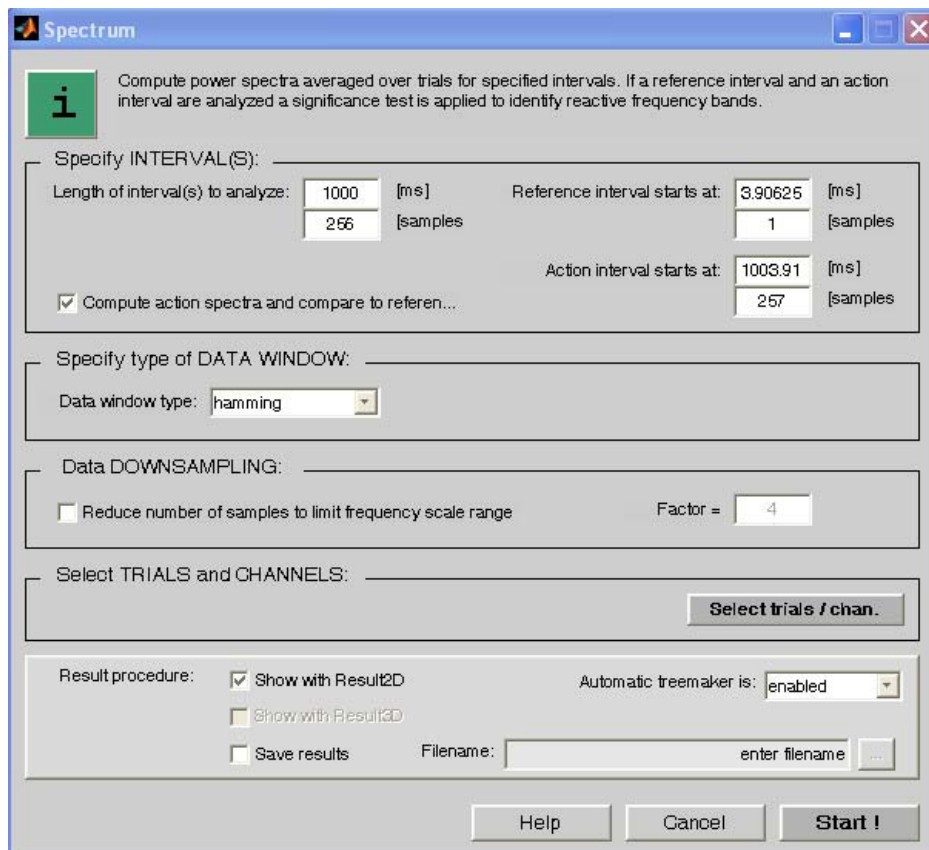 Spectrum
i
Compute power spectra averaged over trials for specified intervals. If a reference interval and an action
interval are analyzed a significance test is applied to identify reactive frequency bands.
Specify INTERVAL(S):
Length of interval(s) to analyze: 1000 [ms] Reference interval starts at: 3.90625 [ms]
256 [samples 1 [samples
Action interval starts at: 1003.91 [ms]
Compute action spectra and compare to referen... 257 [samples
Specify type of DATA WINDOW:
Data window type: hamming
Data DOWNSAMPLING:
Reduce number of samples to limit frequency scale range Factor = 4
Select TRIALS and CHANNELS:
Select trials / chan.
Result procedure: Show with Result2D Automatic treemaker is: enabled
Show with Result3D
Save results Filename: enter filename ...
Help Cancel Start !